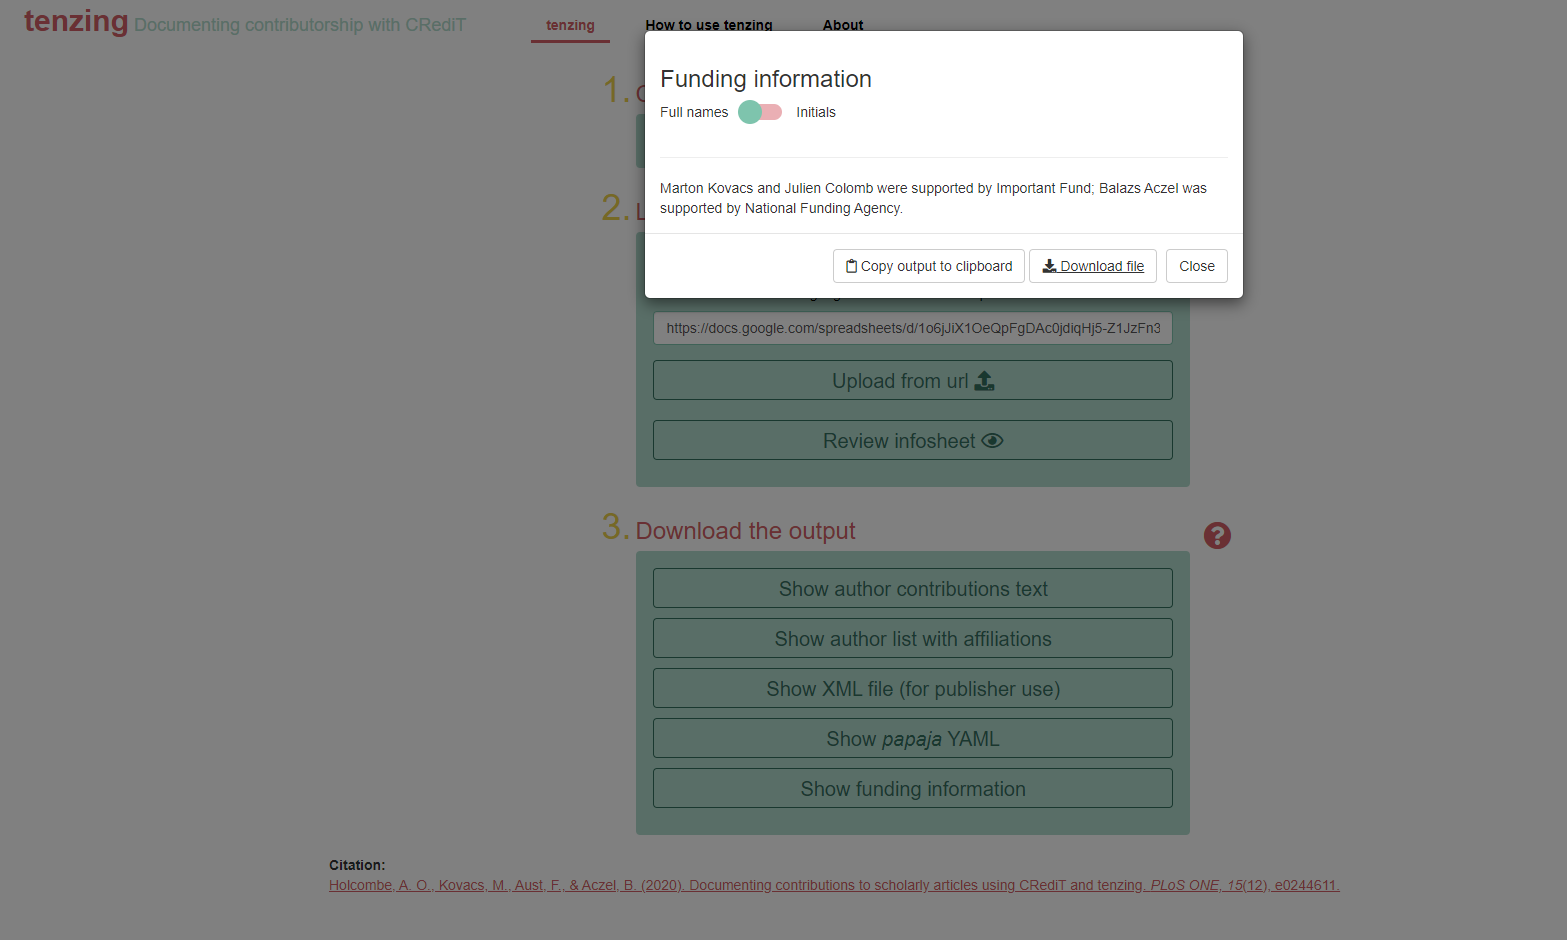 tenzing Documenting contributorship with CRediT
tenzing
How to use tenzing
About
Funding information
Full names Initials
Marton Kovacs and Julien Colomb were supported by Important Fund; Balazs Aczel was
supported by National Funding Agency.
Copy output to clipboard
Download file
Close
1.
2.
https://docs.google.com/spreadsheets/d/1o6jJiX1OeQpFgDAc0jdiqHj5-Z1JzFn3
Upload from url
Review infosheet
3. Download the output
?
Show author contributions text
Show author list with affiliations
Show XML file (for publisher use)
Show papaja YAML
Show funding information
Citation:
Holcombe, A. O., Kovacs, M., Aust, F., & Aczel, B. (2020). Documenting contributions to scholarly articles using CRediT and tenzing. PLoS ONE, 15(12), e0244611.